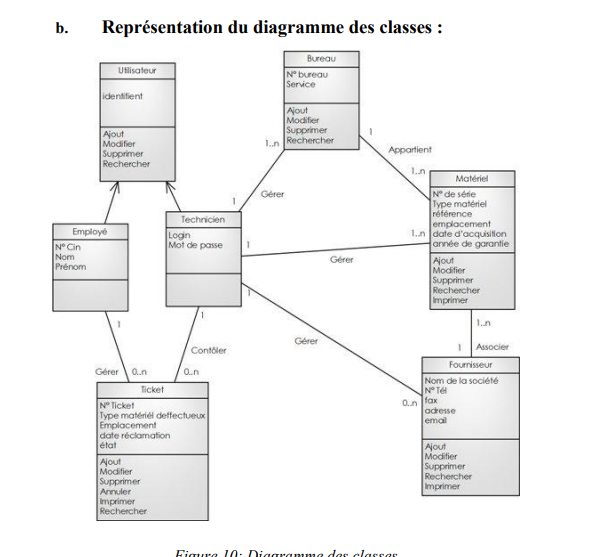 b. Représentation du diagramme des classes :
Utilisateur
identifient
Ajout
Modifier
Supprimer
Rechercher
Bureau
N° bureau
Service
Ajout
Modifier
Supprimer
Rechercher
1..n
1
Appartient
1..n
Matériel
N° de série
Type matériel
référence
emplacement
date d'acquisition
année de garantie
Ajout
Modifier
Supprimer
Rechercher
Imprimer
Gérer
1
Employé
N° Cin
Nom
Prénom
Technicien
Login
Mot de passe
1
1..n
Gérer
1
Gérer
0..n
1
1
Contôler
Gérer
0..n
0..n
1..n
1
Associer
Ticket
N° Ticket
Type matériél deffectueux
Emplacement
date réclamation
état
Ajout
Modifier
Supprimer
Annuler
Imprimer
Rechercher
Fournisseur
Nom de la société
N° Tél
fax
adresse
email
Ajout
Modifier
Supprimer
Rechercher
Imprimer
Figure 10: Diagramme des classes